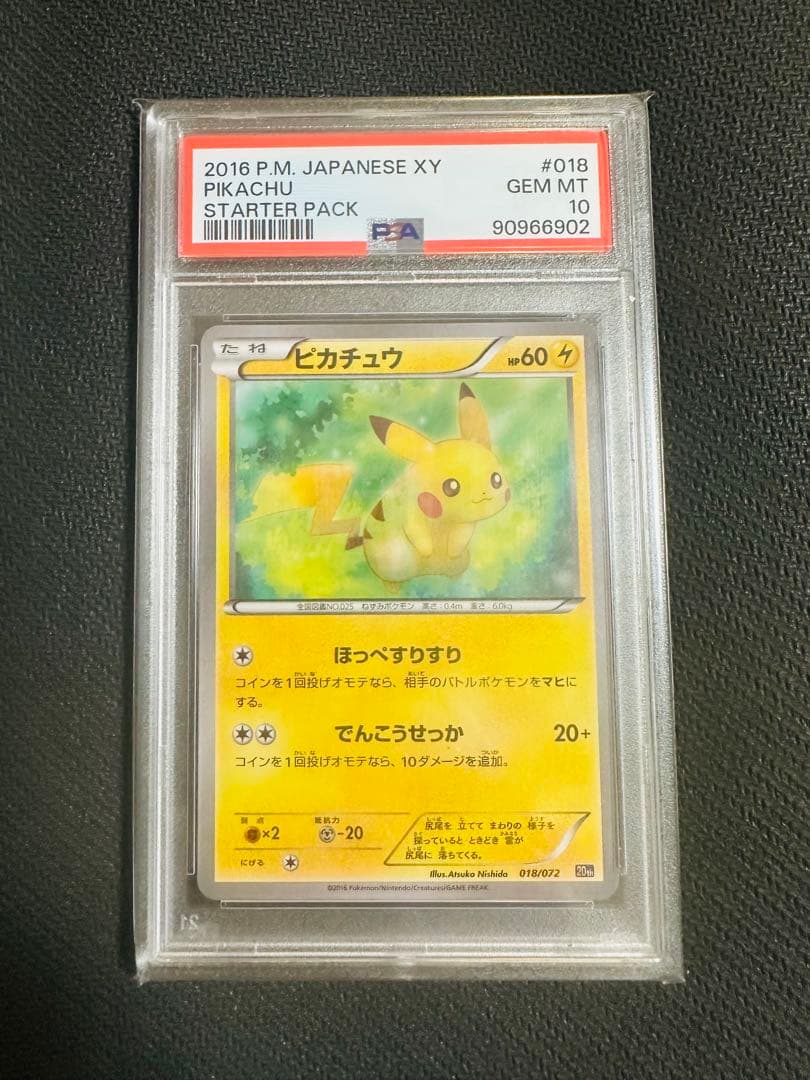 2016 P.M. JAPANESE XY #018
PIKACHU GEM MT
STARTER PACK 10
PSA 90966902
たね ピカチュウ HP60
全国図鑑NO.025 ねずみポケモン 高さ:0.4m 重さ:6.0kg
ほっぺすりすり
コインを1回投げオモテなら、相手のバトルポケモンをマヒに
する。
でんこうせっか 20+
コインを1回投げオモテなら、10ダメージを追加。
弱点 抵抗力
×2 -20
にげる
尻尾を 立てて まわりの 様子を
探っていると ときどき 雷が
尻尾に 落ちてくる。
Illus.Atsuko Nishida 018/072 20th
©2016 Pokémon/Nintendo/Creatures/GAME FREAK.